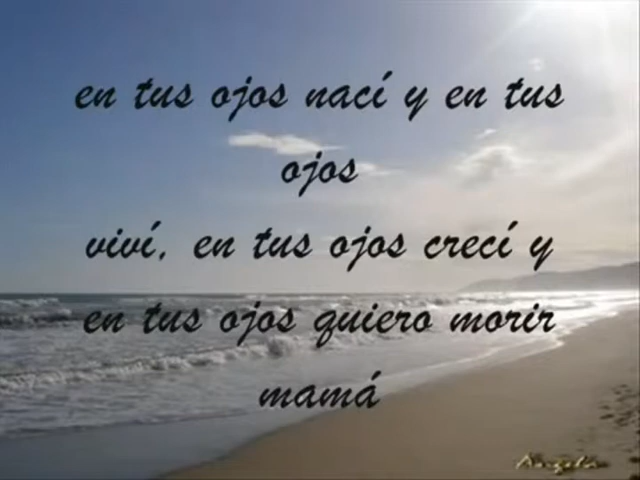 en tus ojos nací y en tus
ojos
viví, en tus ojos crecí y
en tus ojos quiero morir
mamá
Angela